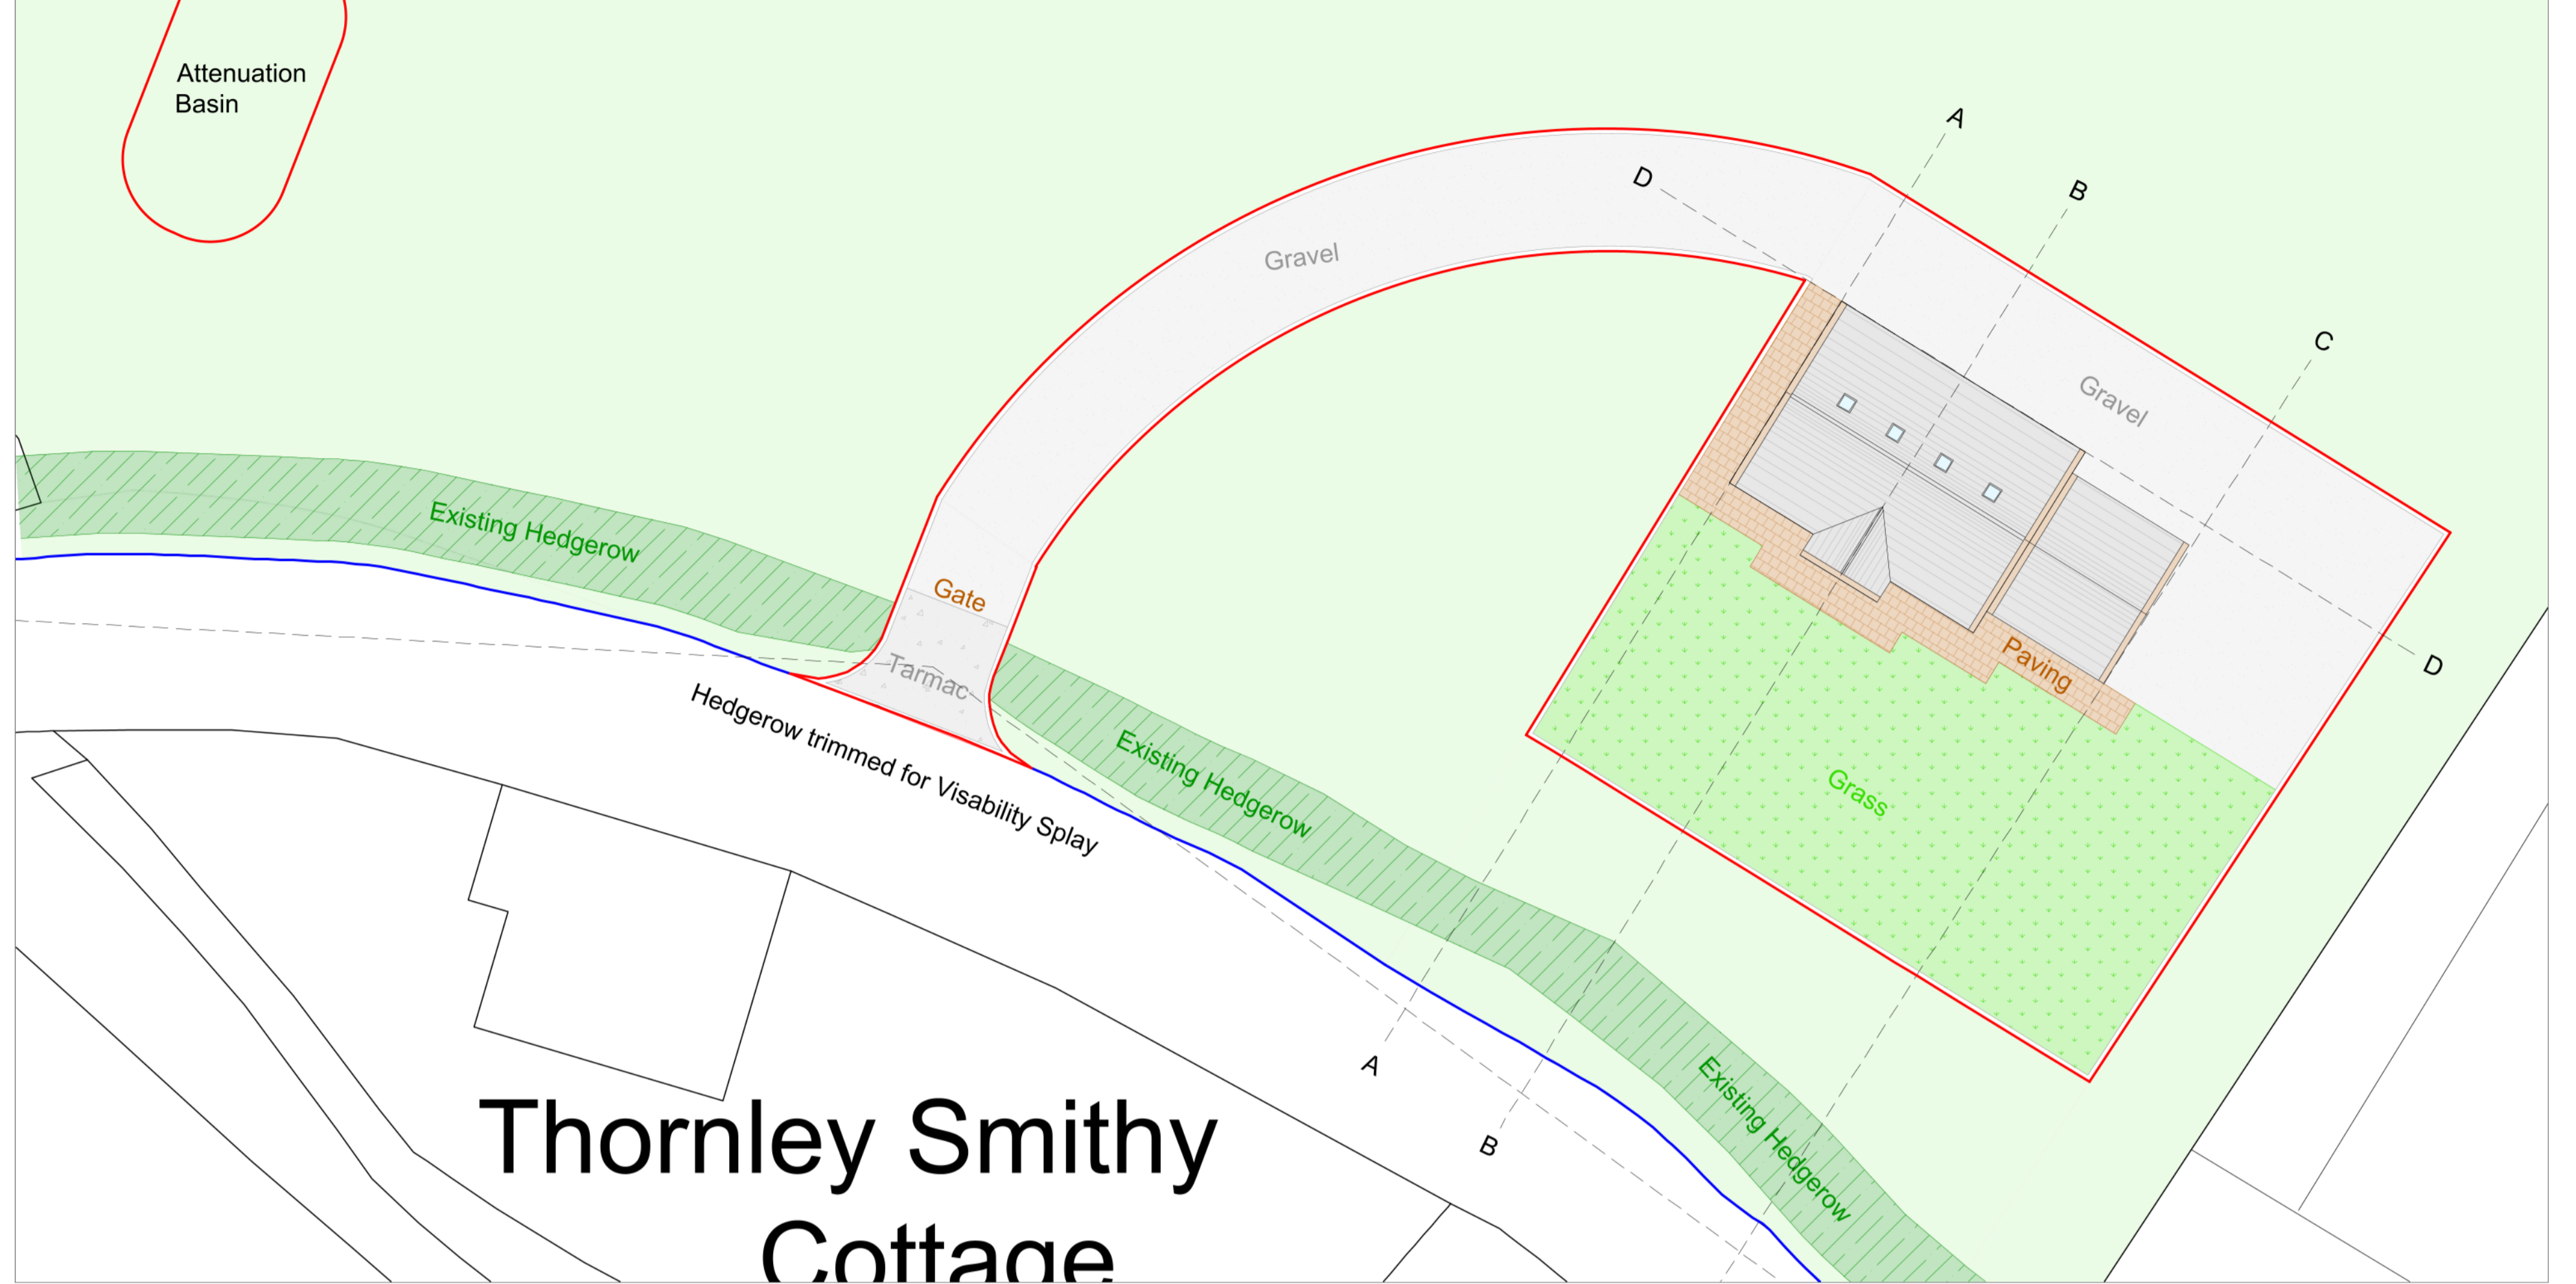 Attenuation
Basin
A
B
C
D
Gravel
Gravel
Existing Hedgerow
Gate
Tarmac
Hedgerow trimmed for Visability Splay
Existing Hedgerow
Paving
D
Grass
A
B
Existing Hedgerow
Thornley Smithy
Cottage